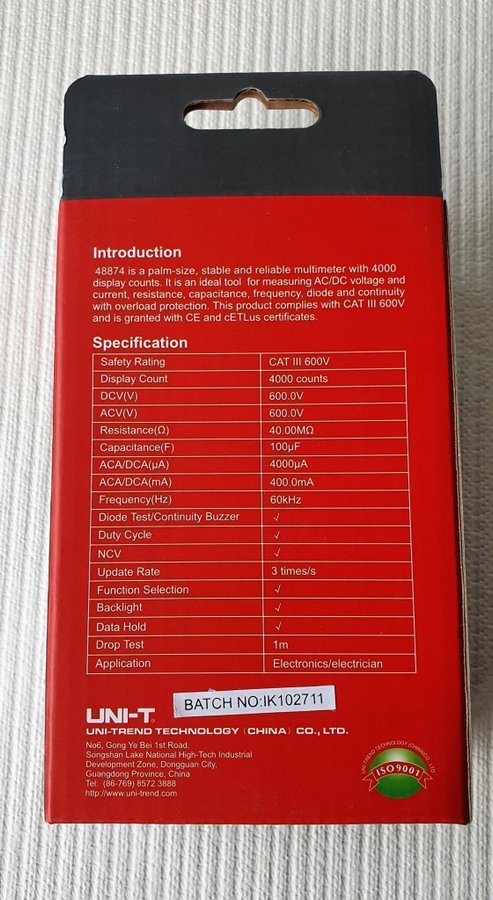 Introduction
48874 is a palm-size, stable and reliable multimeter with 4000
display counts. It is an ideal tool for measuring AC/DC voltage and
current, resistance, capacitance, frequency, diode and continuity
with overload protection. This product complies with CAT III 600V
and is granted with CE and cETLus certificates.
Specification
Safety Rating CAT III 600V
Display Count 4000 counts
DCV(V) 600.0V
ACV(V) 600.0V
Resistance(Ω) 40.00MΩ
Capacitance(F) 100µF
ACA/DCA(µA) 4000µA
ACA/DCA(mA) 400.0mA
Frequency(Hz) 60kHz
Diode Test/Continuity Buzzer √
Duty Cycle √
NCV √
Update Rate 3 times/s
Function Selection √
Backlight √
Data Hold √
Drop Test 1m
Application Electronics/electrician
BATCH NO:IK102711
UNI-T
UNI-TREND TECHNOLOGY (CHINA) CO., LTD.
No6, Gong Ye Bei 1st Road,
Songshan Lake National High-Tech Industrial
Development Zone, Dongguan City,
Guangdong Province, China
Tel: (86-769) 8572 3888
http://www.uni-trend.com
UNI-TREND TECHNOLOGY (CHINA) CO., LTD
ISO9001